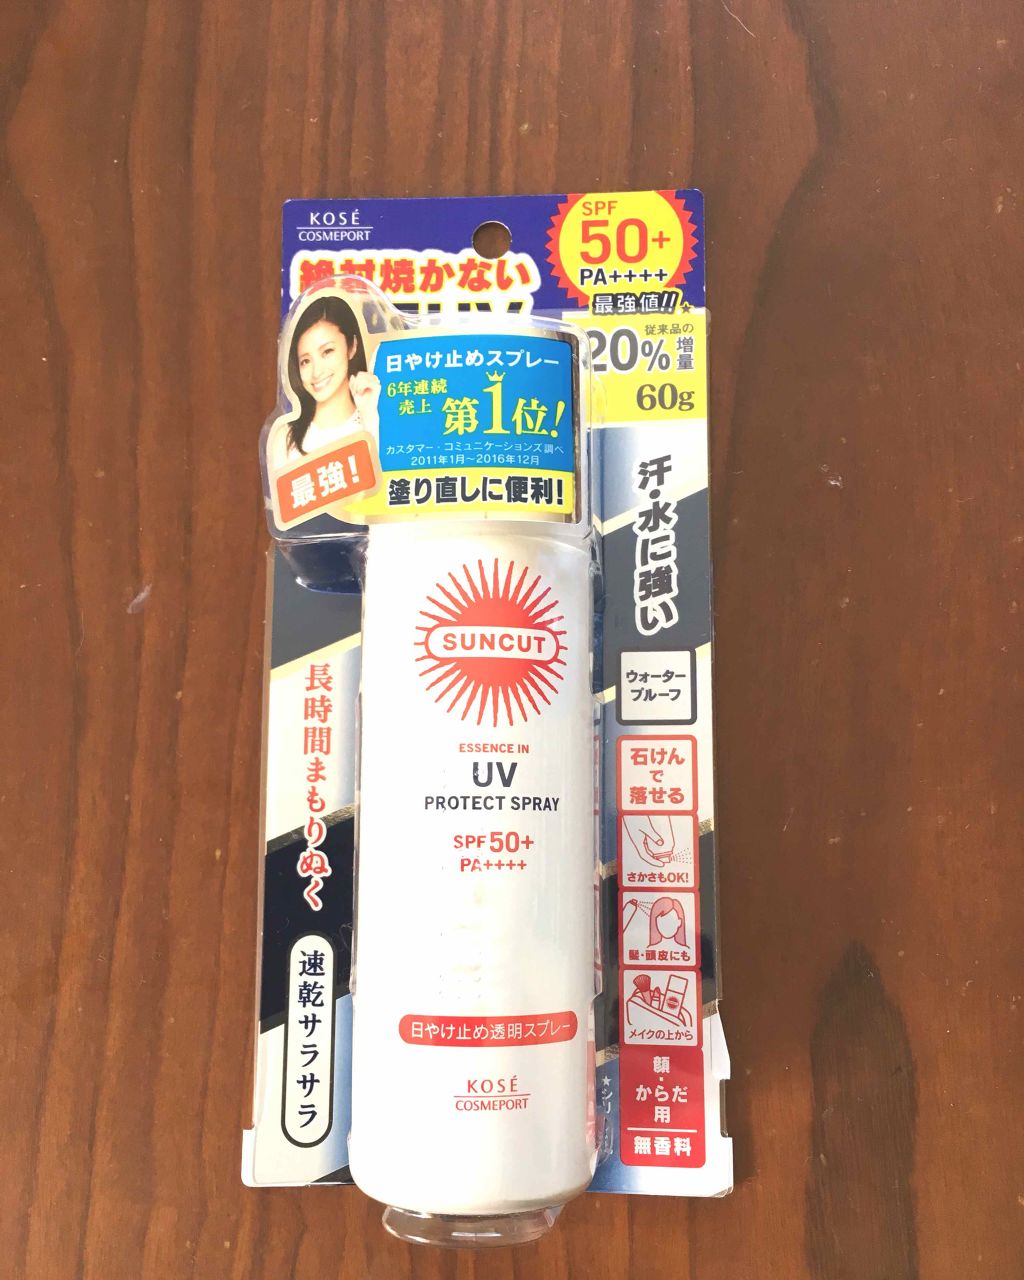 KOSÉ
COSMEPORT
絶対焼かない
UV
SPF
50+
PA++++
最強値!!
従来品の
20%
増量
60g
日やけ止めスプレー
6年連続
売上
第1位!
カスタマー・コミュニケーションズ調べ
2011年1月~2016年12月
塗り直しに便利!
最強!
汗・水に強い
SUNCUT
ESSENCE IN
UV
PROTECT SPRAY
SPF50+
PA++++
日やけ止め透明スプレー
KOSÉ
COSMEPORT
長時間まもりぬく
速乾サラサラ
ウォーター
プルーフ
石けん
で
落せる
さかさもOK!
髪・頭皮にも
メイクの上から
顔・
からだ
用
無香料